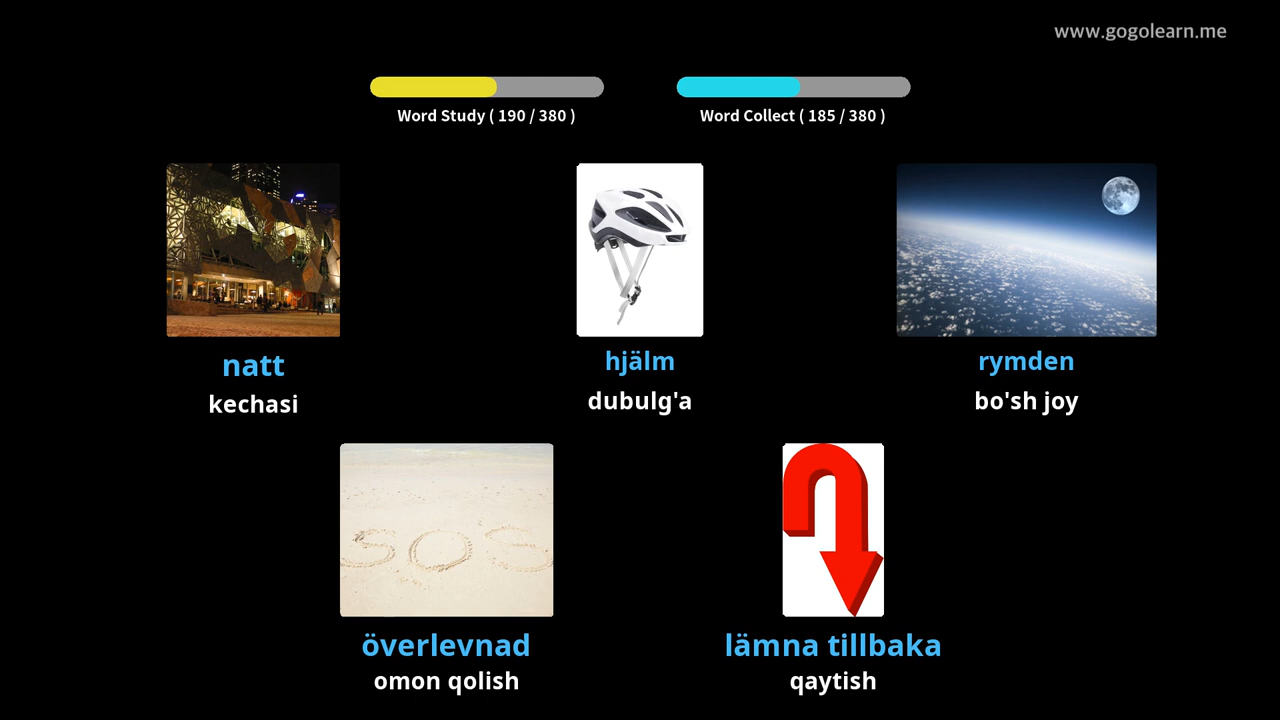 www.gogolearn.me
Word Study ( 190 / 380 )
Word Collect ( 185 / 380 )
natt
kechasi
hjälm
dubulg'a
rymden
bo'sh joy
SOS
överlevnad
omon qolish
lämna tillbaka
qaytish